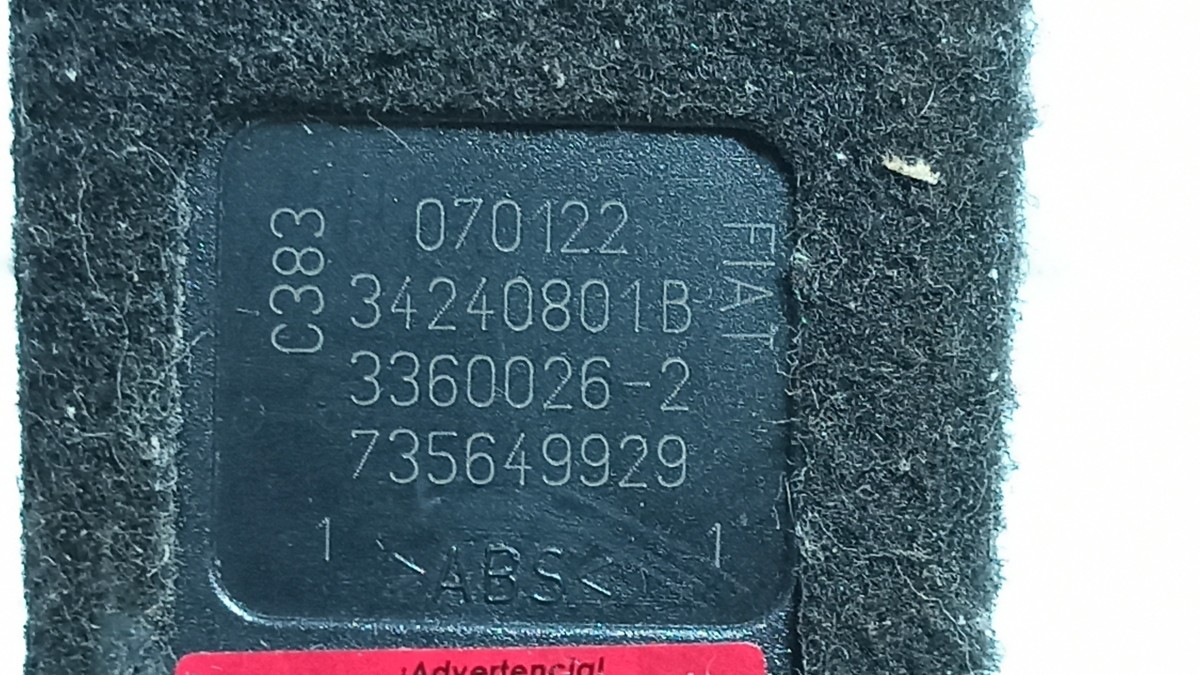 C383
070122
FIAT
34240801B
3360026-2
735649929
1
1
>ABS<
¡Advertencia!